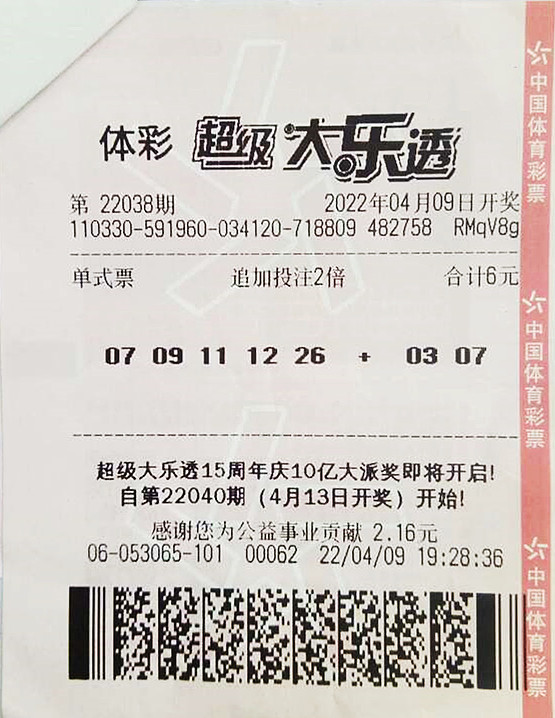 体彩 超级大乐透
第 22038期 2022年04月09日开奖
110330-591960-034120-718809 482758 RMqV8g
单式票 追加投注2倍 合计6元
07 09 11 12 26 + 03 07
超级大乐透15周年庆10亿大派奖即将开启!
自第22040期（4月13日开奖）开始!
感谢您为公益事业贡献 2.16元
06-053065-101 00062 22/04/09 19:28:36
中国体育彩票
中国体育彩票
中国体育彩票